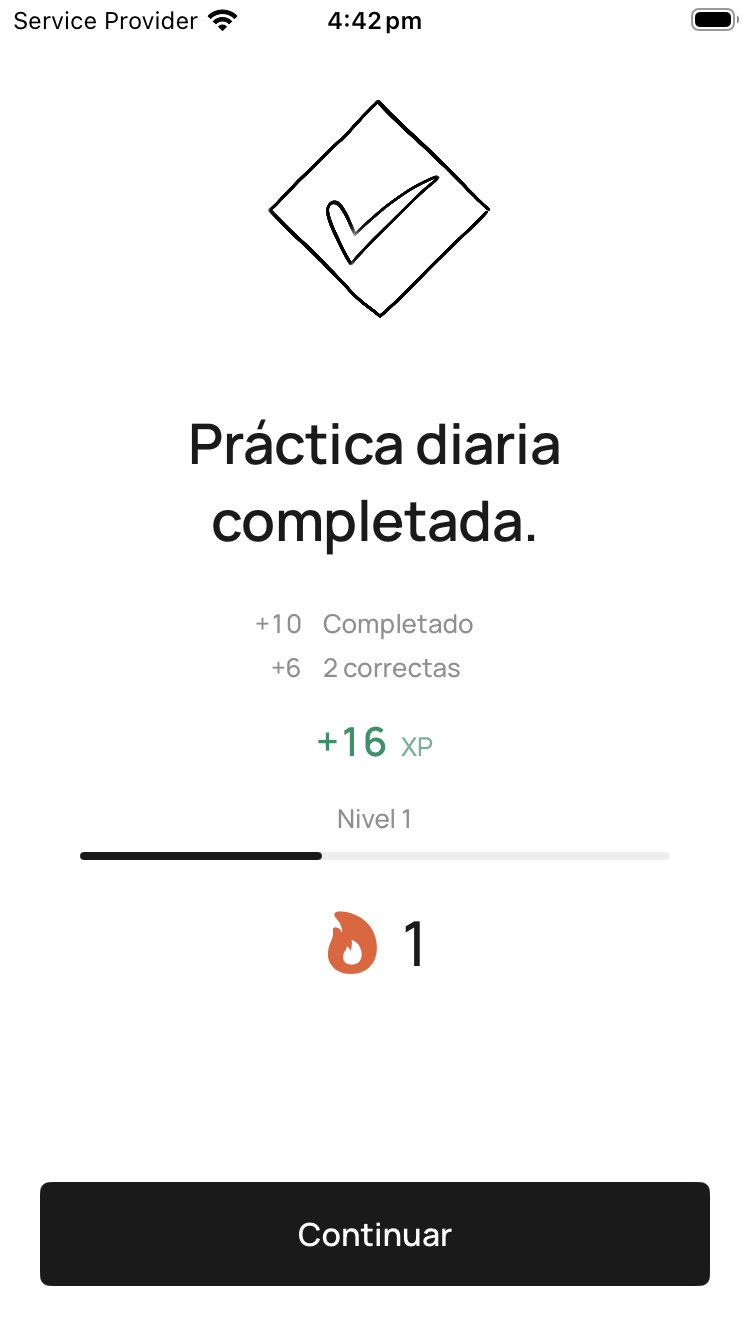 Service Provider 4:42 pm
Práctica diaria
completada.
+10 Completado
+6 2 correctas
+16 XP
Nivel 1
1
Continuar